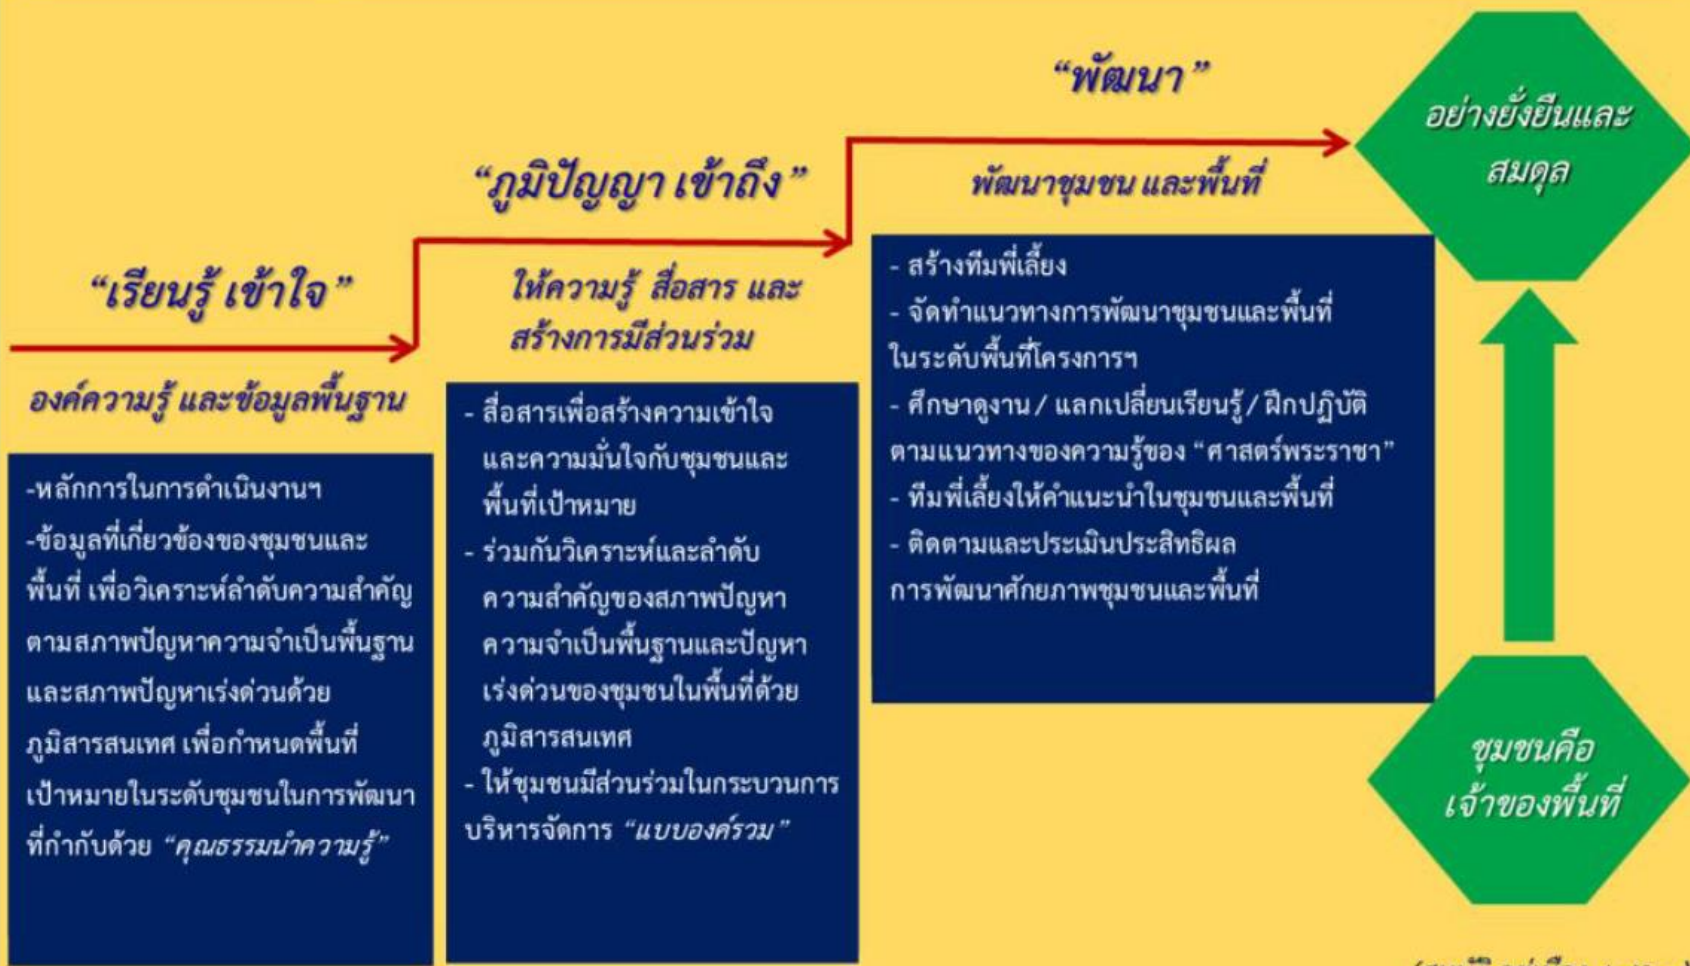 “เรียนรู้ เข้าใจ”
องค์ความรู้ และข้อมูลพื้นฐาน
-หลักการในการดำเนินงานฯ
-ข้อมูลที่เกี่ยวข้องของชุมชนและ
พื้นที่ เพื่อวิเคราะห์ลำดับความสำคัญ
ตามสภาพปัญหาความจำเป็นพื้นฐาน
และสภาพปัญหาเร่งด่วนด้วย
ภูมิสารสนเทศ เพื่อกำหนดพื้นที่
เป้าหมายในระดับชุมชนในการพัฒนา
ที่กำกับด้วย “คุณธรรมนำความรู้”
“ภูมิปัญญา เข้าถึง”
ให้ความรู้ สื่อสาร และ
สร้างการมีส่วนร่วม
- สื่อสารเพื่อสร้างความเข้าใจ
และความมั่นใจกับชุมชนและ
พื้นที่เป้าหมาย
- ร่วมกันวิเคราะห์และลำดับ
ความสำคัญของสภาพปัญหา
ความจำเป็นพื้นฐานและปัญหา
เร่งด่วนของชุมชนในพื้นที่ด้วย
ภูมิสารสนเทศ
- ให้ชุมชนมีส่วนร่วมในกระบวนการ
บริหารจัดการ “แบบองค์รวม”
“พัฒนา”
พัฒนาชุมชน และพื้นที่
- สร้างทีมพี่เลี้ยง
- จัดทำแนวทางการพัฒนาชุมชนและพื้นที่
ในระดับพื้นที่โครงการฯ
- ศึกษาดูงาน / แลกเปลี่ยนเรียนรู้ / ฝึกปฏิบัติ
ตามแนวทางของความรู้ของ “ศาสตร์พระราชา”
- ทีมพี่เลี้ยงให้คำแนะนำในชุมชนและพื้นที่
- ติดตามและประเมินประสิทธิผล
การพัฒนาศักยภาพชุมชนและพื้นที่
อย่างยั่งยืนและ
สมดุล
ชุมชนคือ
เจ้าของพื้นที่